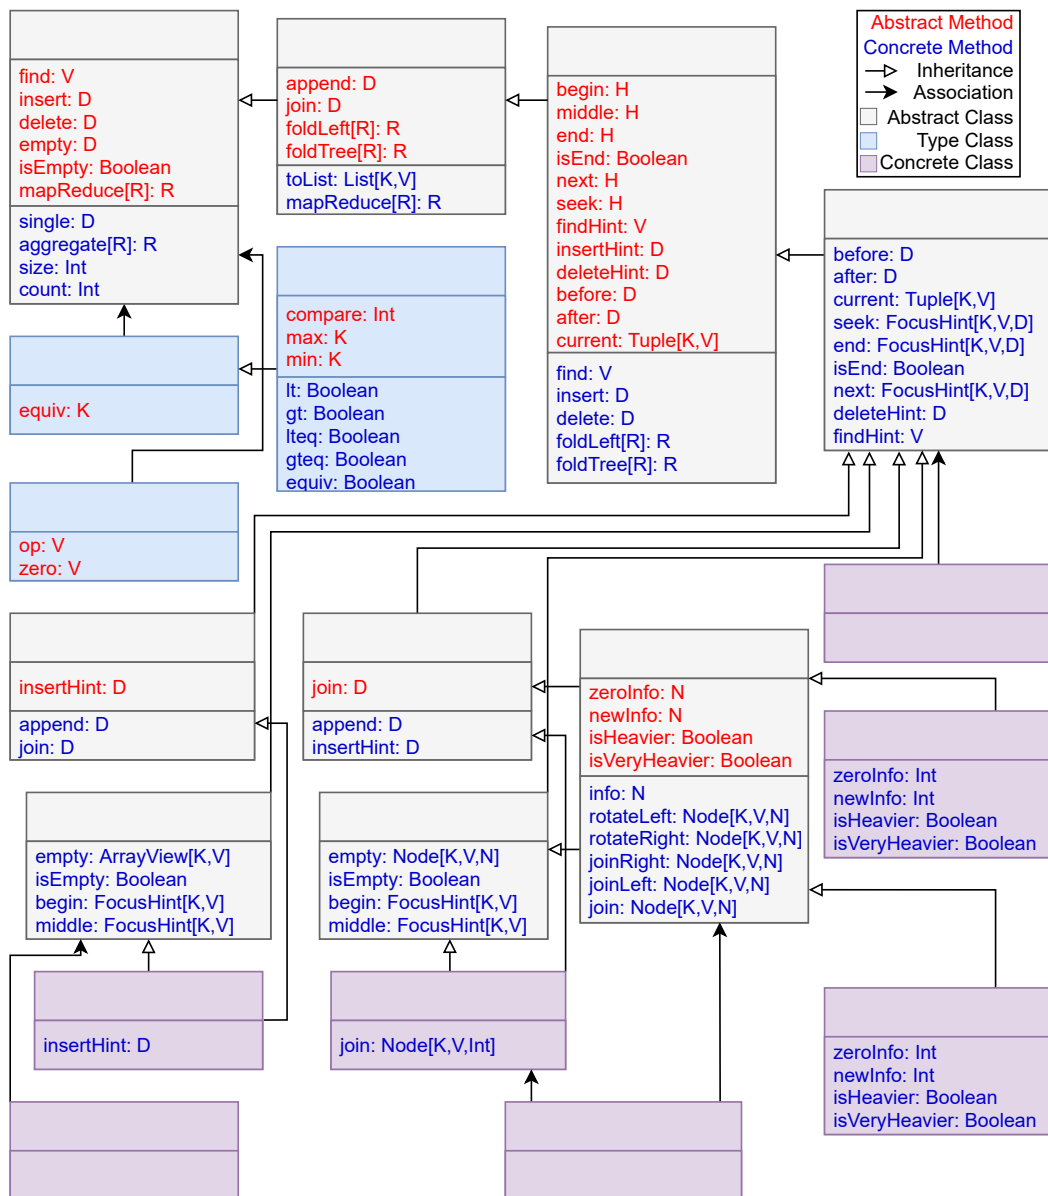 find: V
insert: D
delete: D
empty: D
isEmpty: Boolean
mapReduce[R]: R
single: D
aggregate[R]: R
size: Int
count: Int
append: D
join: D
foldLeft[R]: R
foldTree[R]: R
toList: List[K,V]
mapReduce[R]: R
begin: H
middle: H
end: H
isEnd: Boolean
next: H
seek: H
findHint: V
insertHint: D
deleteHint: D
before: D
after: D
current: Tuple[K,V]
find: V
insert: D
delete: D
foldLeft[R]: R
foldTree[R]: R
Abstract Method
Concrete Method
Inheritance
Association
Abstract Class
Type Class
Concrete Class
before: D
after: D
current: Tuple[K,V]
seek: FocusHint[K,V,D]
end: FocusHint[K,V,D]
isEnd: Boolean
next: FocusHint[K,V,D]
deleteHint: D
findHint: V
compare: Int
max: K
min: K
lt: Boolean
gt: Boolean
lteq: Boolean
gteq: Boolean
equiv: Boolean
equiv: K
op: V
zero: V
insertHint: D
append: D
join: D
join: D
append: D
insertHint: D
zeroInfo: N
newInfo: N
isHeavier: Boolean
isVeryHeavier: Boolean
info: N
rotateLeft: Node[K,V,N]
rotateRight: Node[K,V,N]
joinRight: Node[K,V,N]
joinLeft: Node[K,V,N]
join: Node[K,V,N]
zeroInfo: Int
newInfo: Int
isHeavier: Boolean
isVeryHeavier: Boolean
empty: ArrayView[K,V]
isEmpty: Boolean
begin: FocusHint[K,V]
middle: FocusHint[K,V]
empty: Node[K,V,N]
isEmpty: Boolean
begin: FocusHint[K,V]
middle: FocusHint[K,V]
insertHint: D
join: Node[K,V,Int]
zeroInfo: Int
newInfo: Int
isHeavier: Boolean
isVeryHeavier: Boolean